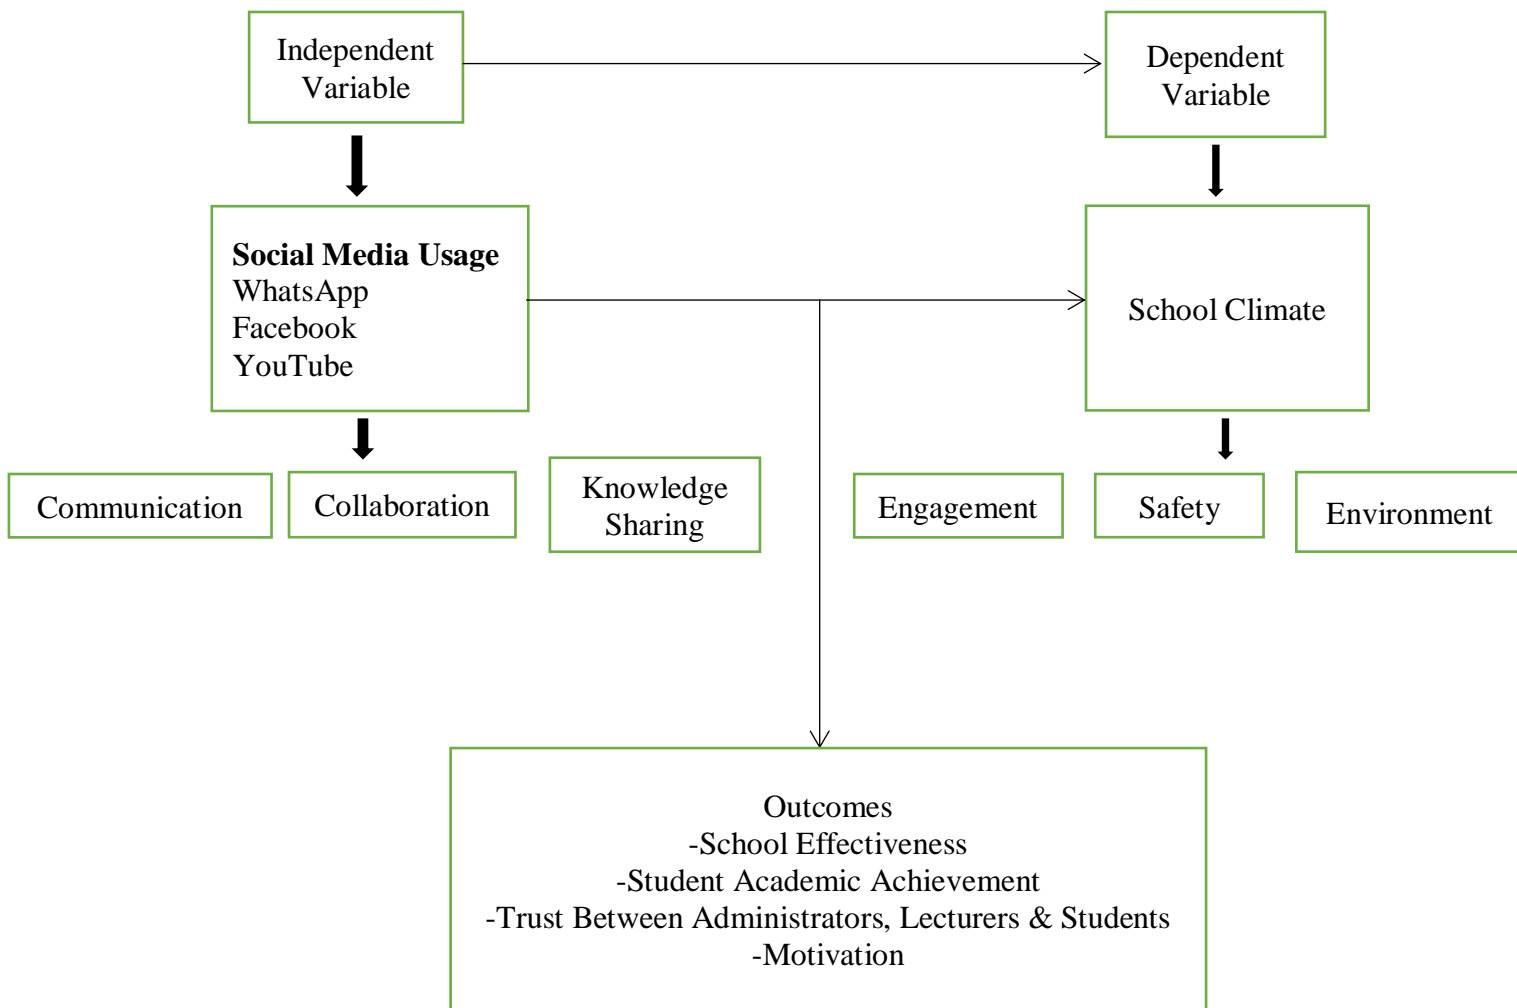 Independent
Variable
Dependent
Variable
Social Media Usage
WhatsApp
Facebook
YouTube
School Climate
Communication
Collaboration
Knowledge
Sharing
Engagement
Safety
Environment
Outcomes
-School Effectiveness
-Student Academic Achievement
-Trust Between Administrators, Lecturers & Students
-Motivation